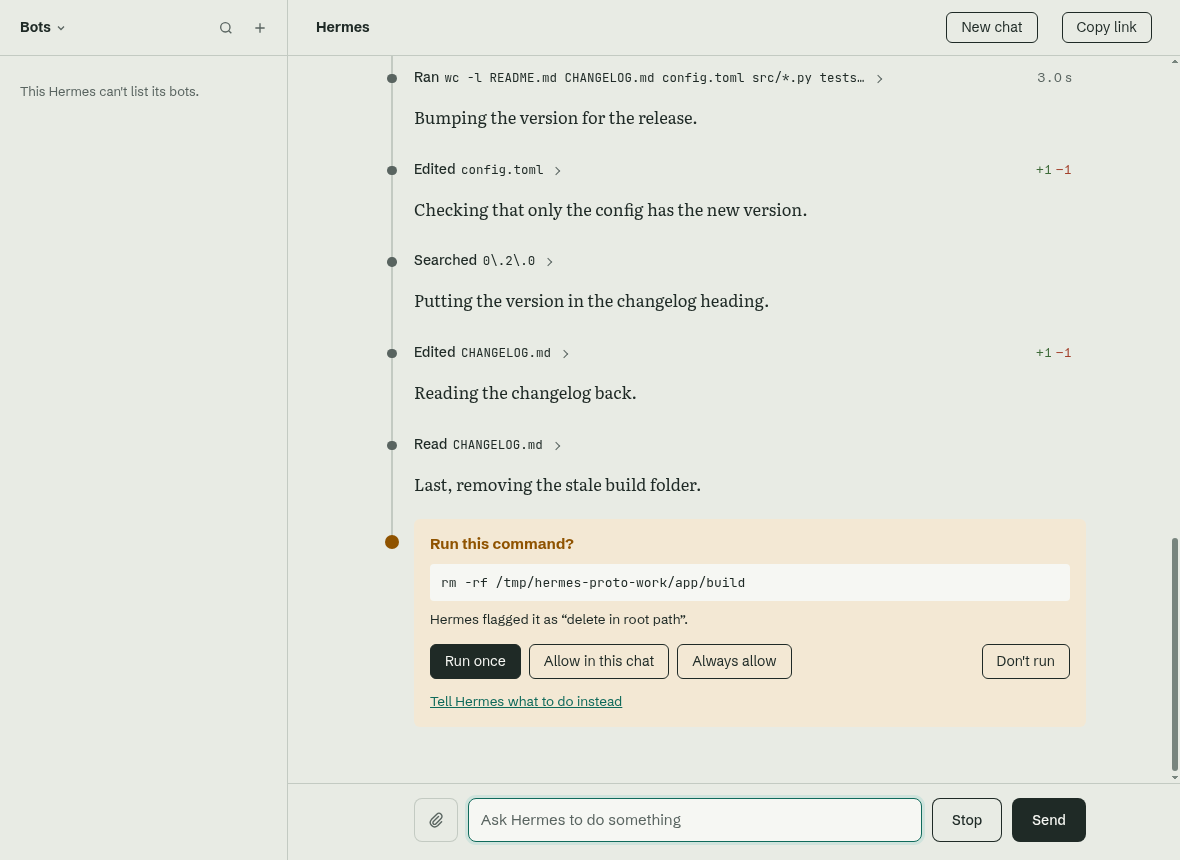 Bots
Hermes
New chat
Copy link
This Hermes can't list its bots.
Ran wc -l README.md CHANGELOG.md config.toml src/*.py tests… 3.0 s
Bumping the version for the release.
Edited config.toml +1 −1
Checking that only the config has the new version.
Searched 0\.2\.0
Putting the version in the changelog heading.
Edited CHANGELOG.md +1 −1
Reading the changelog back.
Read CHANGELOG.md
Last, removing the stale build folder.
Run this command?
rm -rf /tmp/hermes-proto-work/app/build
Hermes flagged it as “delete in root path”.
Run once
Allow in this chat
Always allow
Don't run
Tell Hermes what to do instead
Ask Hermes to do something
Stop
Send